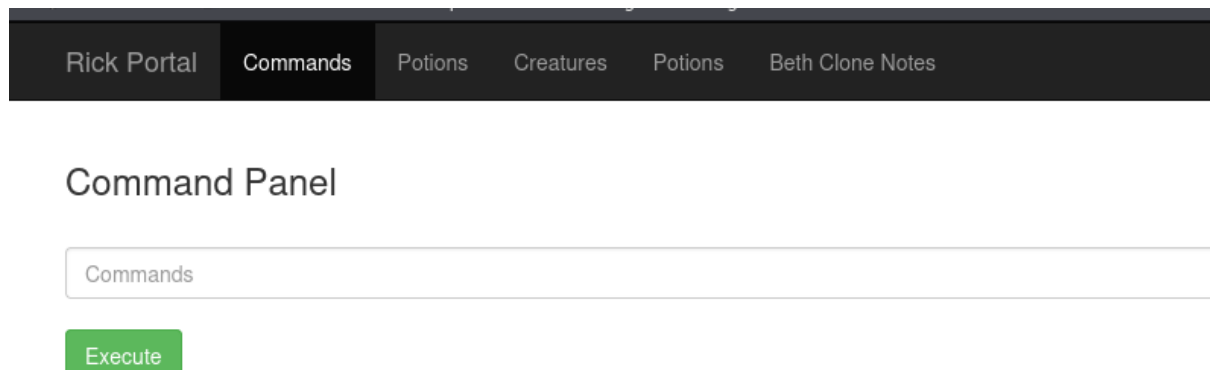 Rick Portal Commands Potions Creatures Potions Beth Clone Notes
Command Panel
Commands
Execute